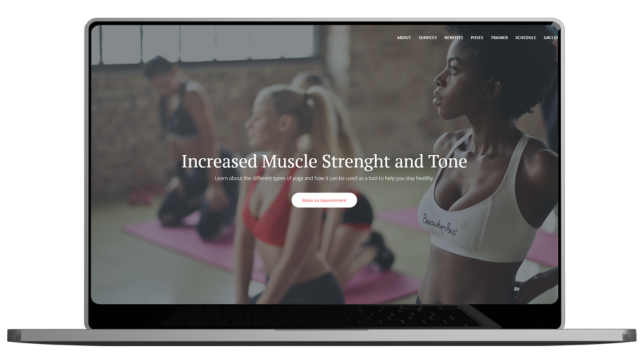 ABOUT SERVICES BENEFITS POSES TRAINER SCHEDULE
Increased Muscle Strenght and Tone
Learn about the different types of yoga and how it can be used as a tool to help you stay healthy
Make an Appointment